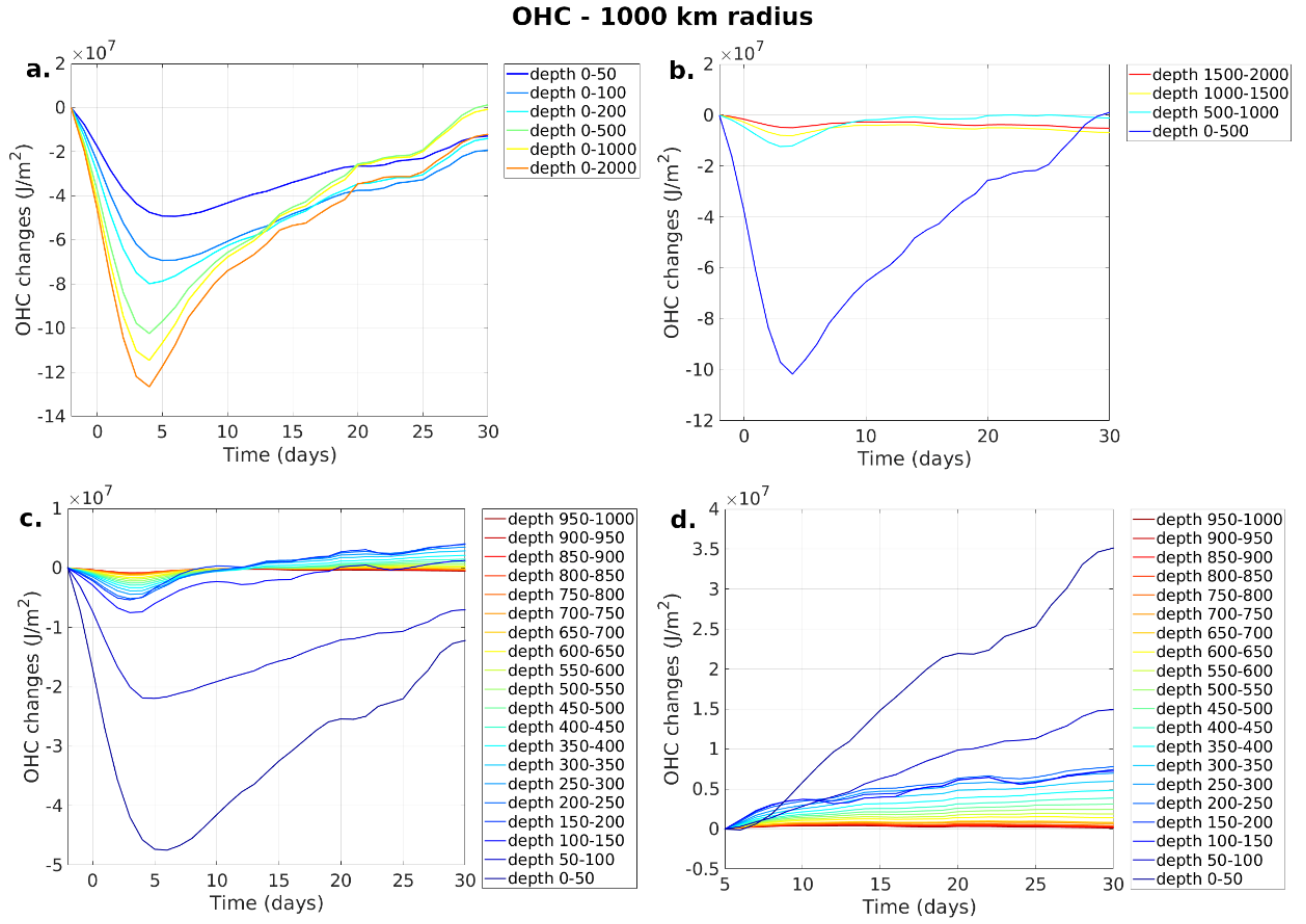 OHC - 1000 km radius
a.
×10^7
2
0
-2
-4
-6
-8
-10
-12
-14
OHC changes (J/m^2)
0 5 10 15 20 25 30
Time (days)
depth 0-50
depth 0-100
depth 0-200
depth 0-500
depth 0-1000
depth 0-2000
b.
×10^7
2
0
-2
-4
-6
-8
-10
-12
OHC changes (J/m^2)
0 10 20 30
Time (days)
depth 1500-2000
depth 1000-1500
depth 500-1000
depth 0-500
c.
×10^7
1
0
-1
-2
-3
-4
-5
OHC changes (J/m^2)
0 5 10 15 20 25 30
Time (days)
depth 950-1000
depth 900-950
depth 850-900
depth 800-850
depth 750-800
depth 700-750
depth 650-700
depth 600-650
depth 550-600
depth 500-550
depth 450-500
depth 400-450
depth 350-400
depth 300-350
depth 250-300
depth 200-250
depth 150-200
depth 100-150
depth 50-100
depth 0-50
d.
×10^7
4
3.5
3
2.5
2
1.5
1
0.5
0
-0.5
OHC changes (J/m^2)
5 10 15 20 25 30
Time (days)
depth 950-1000
depth 900-950
depth 850-900
depth 800-850
depth 750-800
depth 700-750
depth 650-700
depth 600-650
depth 550-600
depth 500-550
depth 450-500
depth 400-450
depth 350-400
depth 300-350
depth 250-300
depth 200-250
depth 150-200
depth 100-150
depth 50-100
depth 0-50